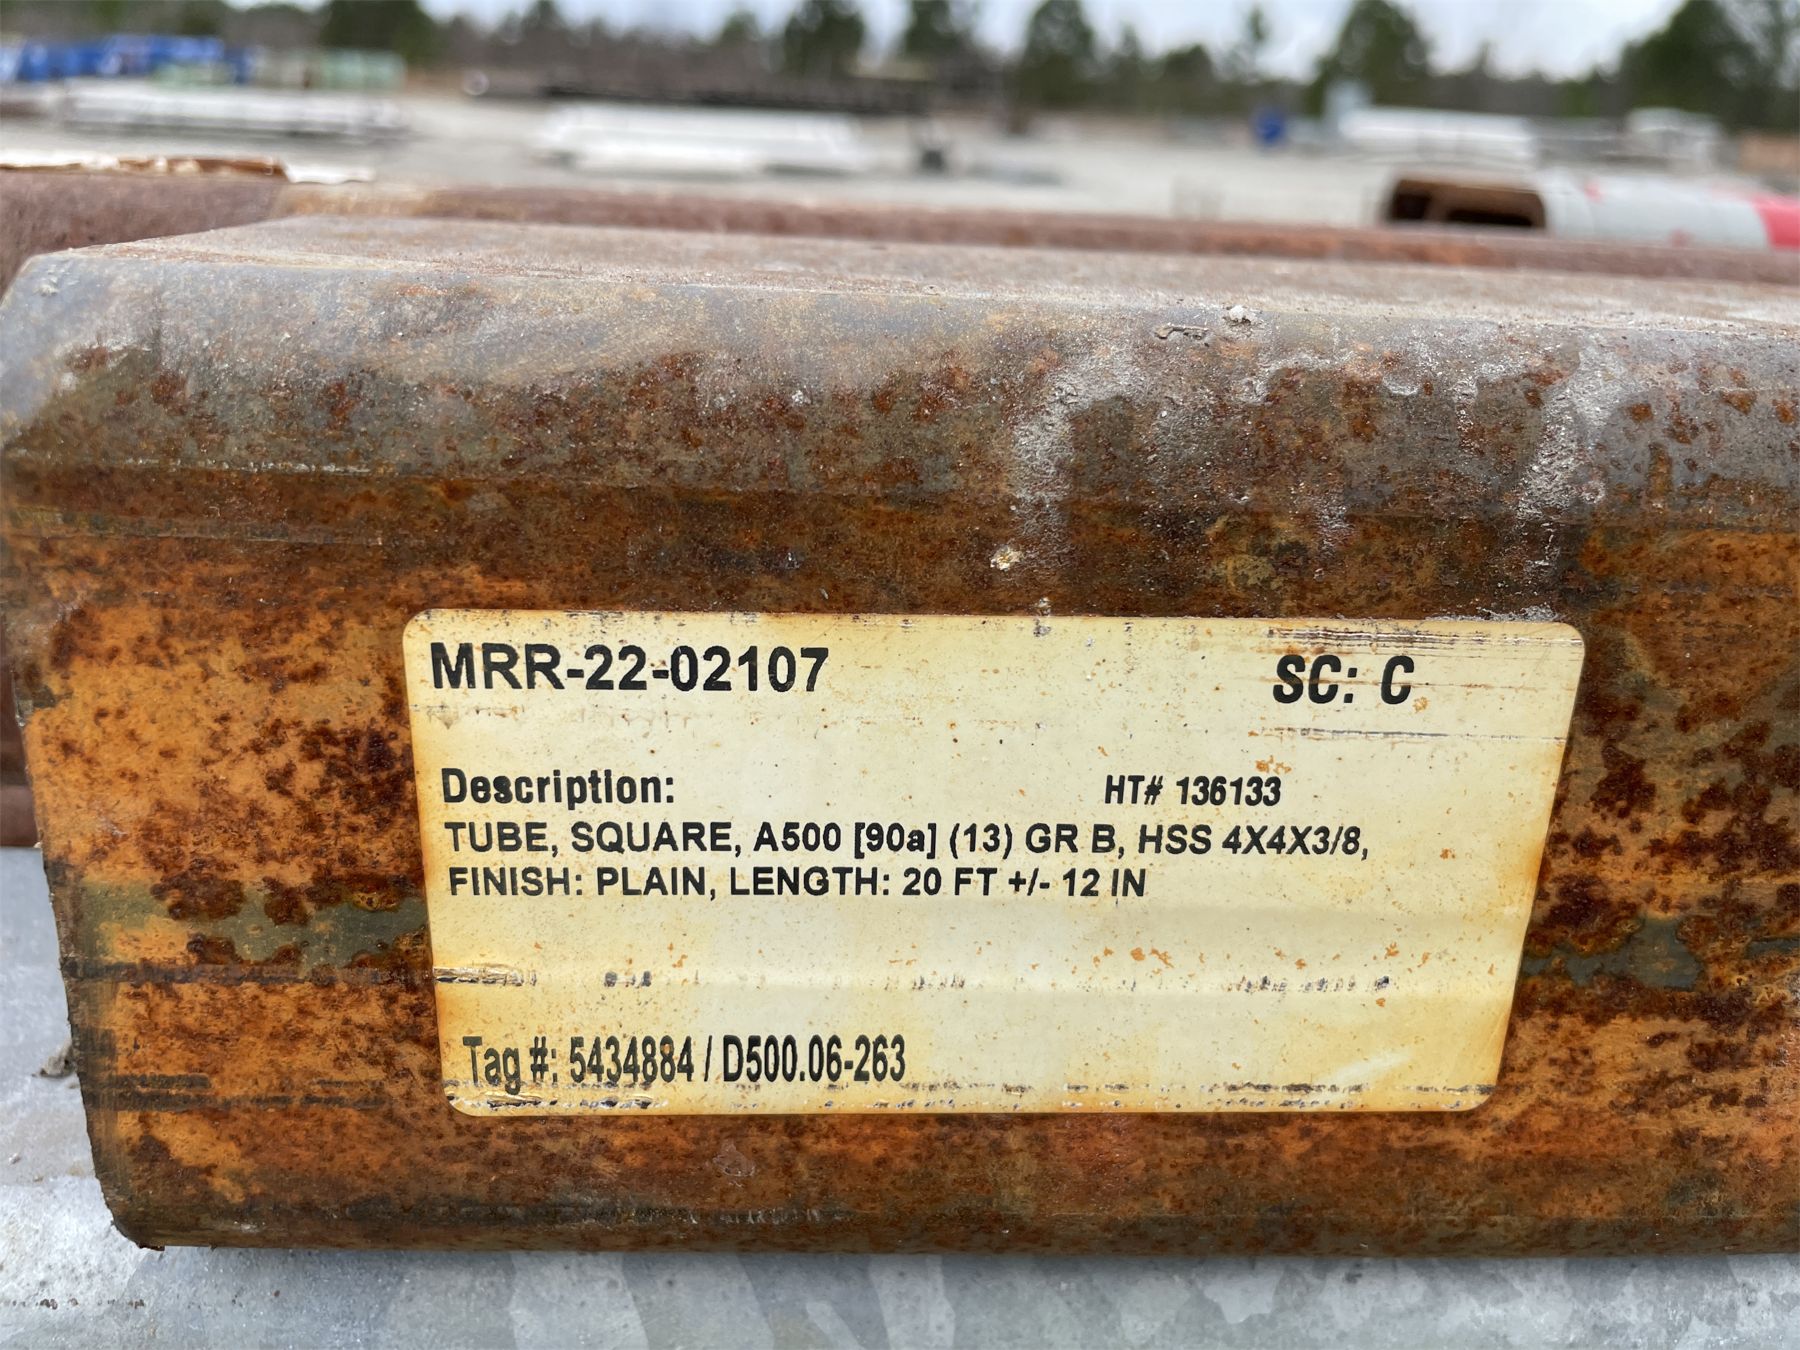 MRR-22-02107 SC: C
Description: HT# 136133
TUBE, SQUARE, A500 [90a] (13) GR B, HSS 4X4X3/8,
FINISH: PLAIN, LENGTH: 20 FT +/- 12 IN
Tag #: 5434884 / D500.06-263